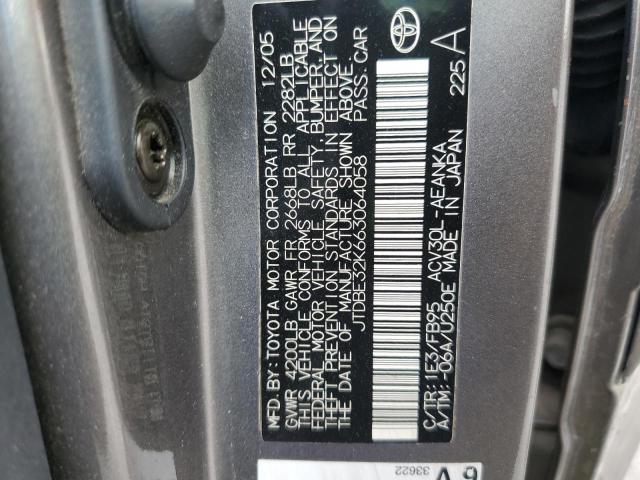 MFD. BY: TOYOTA MOTOR CORPORATION 12/05
GVWR 4200LB GAWR FR 2668LB RR 2282LB
THIS VEHICLE CONFORMS TO ALL APPLICABLE
FEDERAL MOTOR VEHICLE SAFETY, BUMPER, AND
THEFT PREVENTION STANDARDS IN EFFECT ON
THE DATE OF MANUFACTURE SHOWN ABOVE.
JTDBE32K663064058 PASS. CAR
C/TR: 1E3/FB95 ACV30L-AEANKA
A/TM: -06A/U250E MADE IN JAPAN
225 A
33622